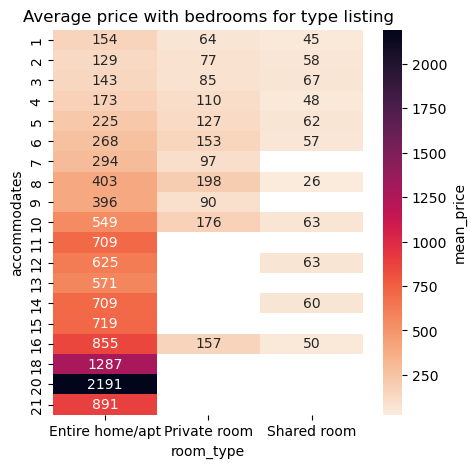 Average price with bedrooms for type listing
accommodates
1 154 64 45
2 129 77 58
3 143 85 67
4 173 110 48
5 225 127 62
6 268 153 57
7 294 97
8 403 198 26
9 396 90
10 549 176 63
11 709
12 625 63
13 571
14 709 60
15 719
16 855 157 50
18 1287
20 2191
21 891
Entire home/apt Private room Shared room
room_type
2000
1750
1500
1250
1000
750
500
250
mean_price